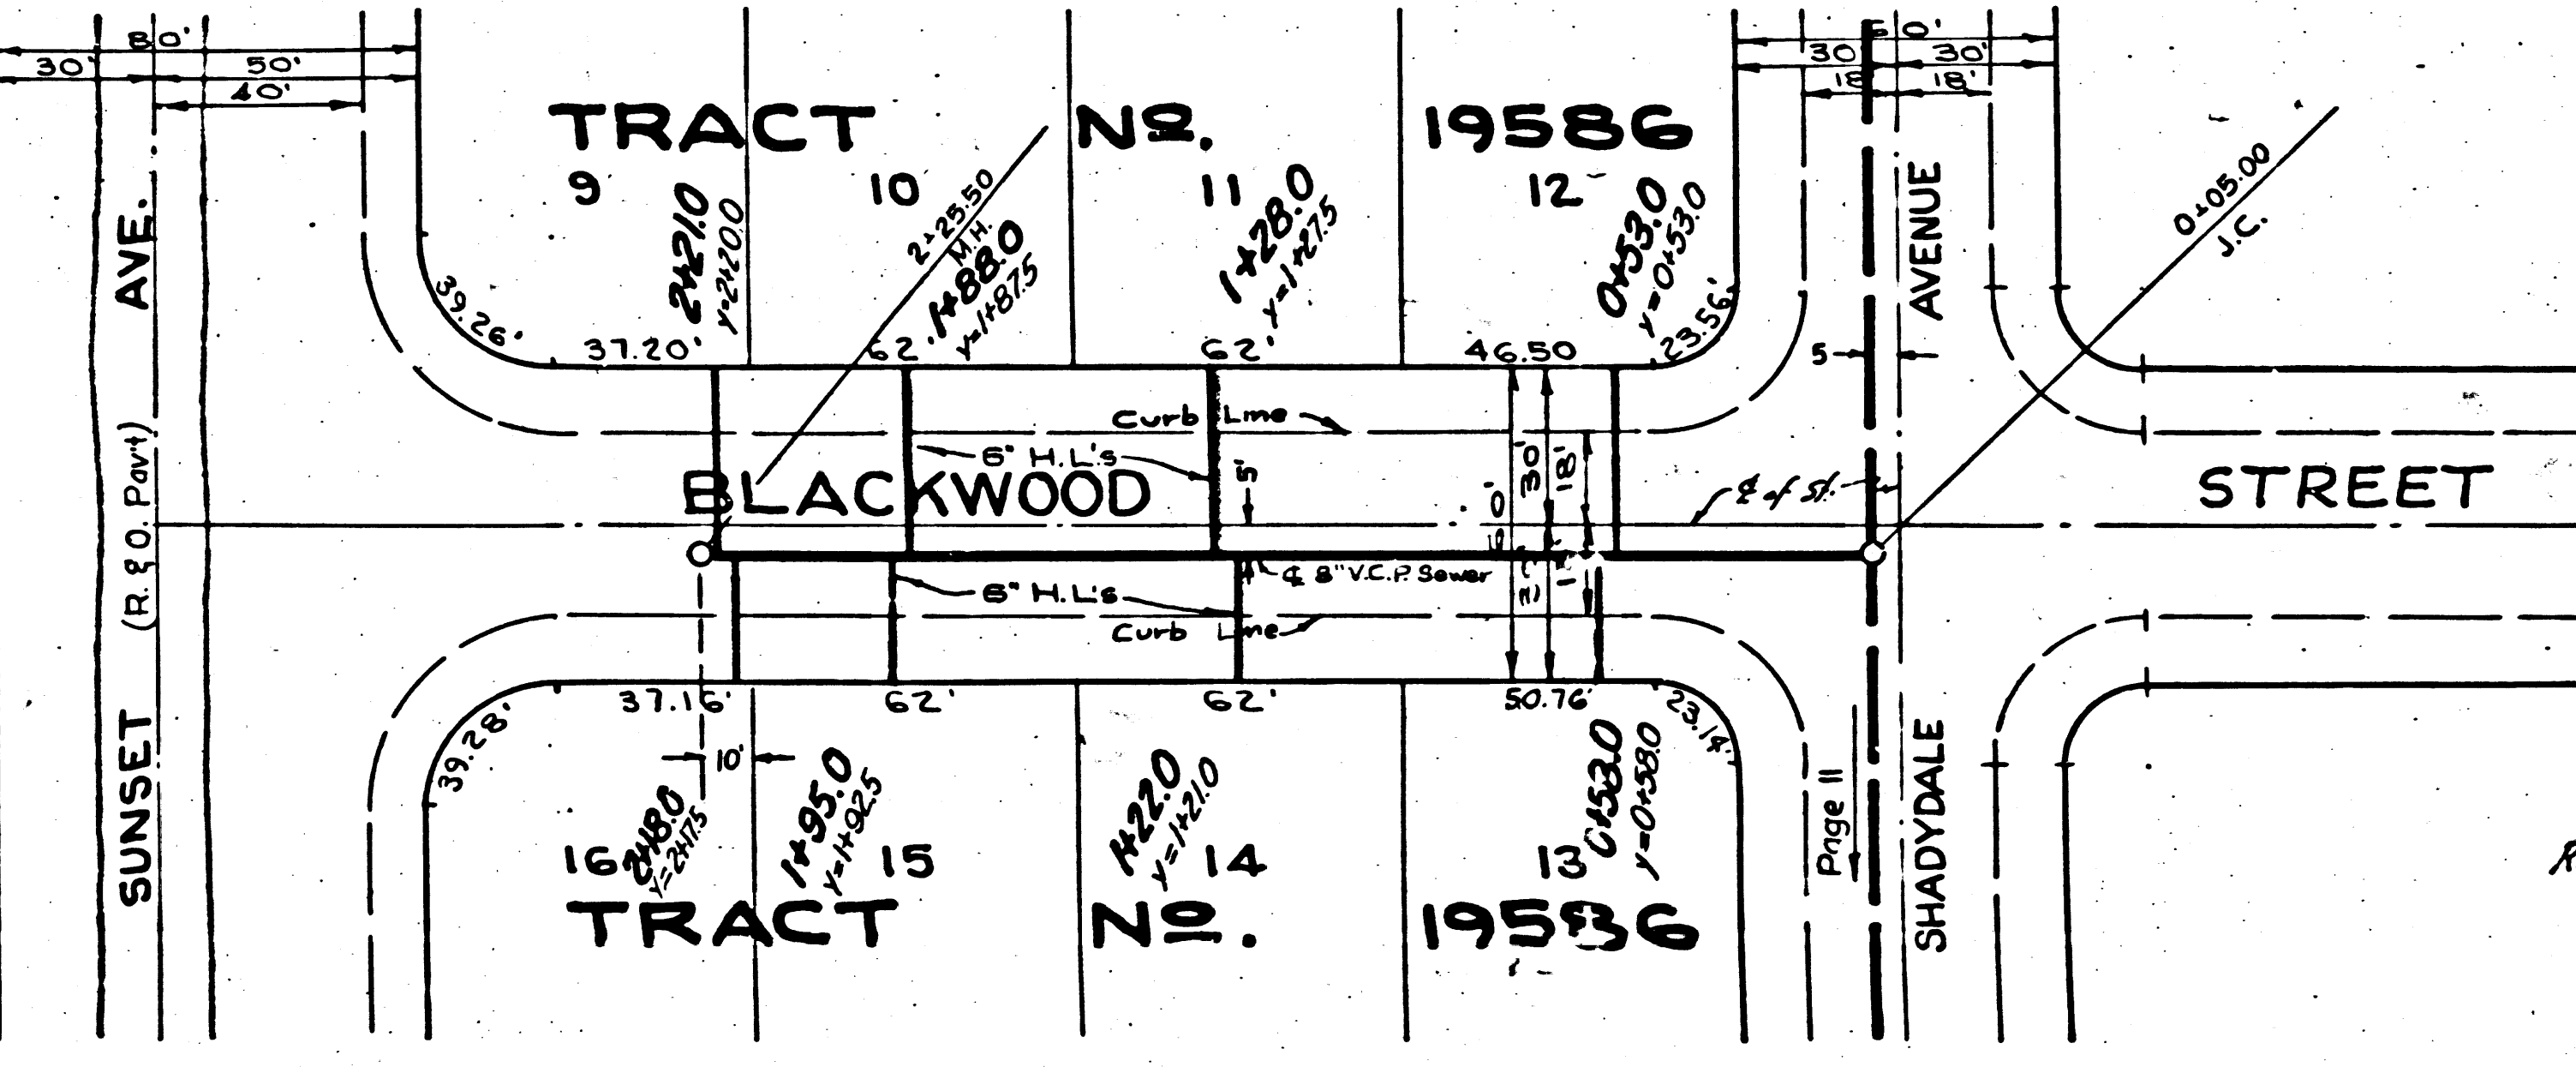 80'
30'
50'
40'
60'
30
30'
18
18'
TRACT No. 19586
9
10
11
12
2+21.0
Y=2+20.0
2+25.50
M.H.
1+88.0
Y=1+87.5
1+28.0
Y=1+27.5
0+53.0
Y=0+53.0
0+05.00
J.C.
39.26'
37.20'
62'
62'
46.50
23.56'
5
AVENUE
SUNSET AVE.
(R. & O. Pav't)
Curb Line
6" H.L's
BLACKWOOD STREET
5'
60'
30'
18'
℄ of St.
℄ 8" V.C.P. Sewer
6" H.L's
Curb Line
39.28'
37.16'
62'
62'
50.76'
23.14'
10'
2+18.0
Y=2+17.5
1+95.0
Y=1+92.5
1+22.0
Y=1+21.0
0+53.0
Y=0+58.0
16
15
14
13
TRACT No. 19586
Page 11
SHADYDALE